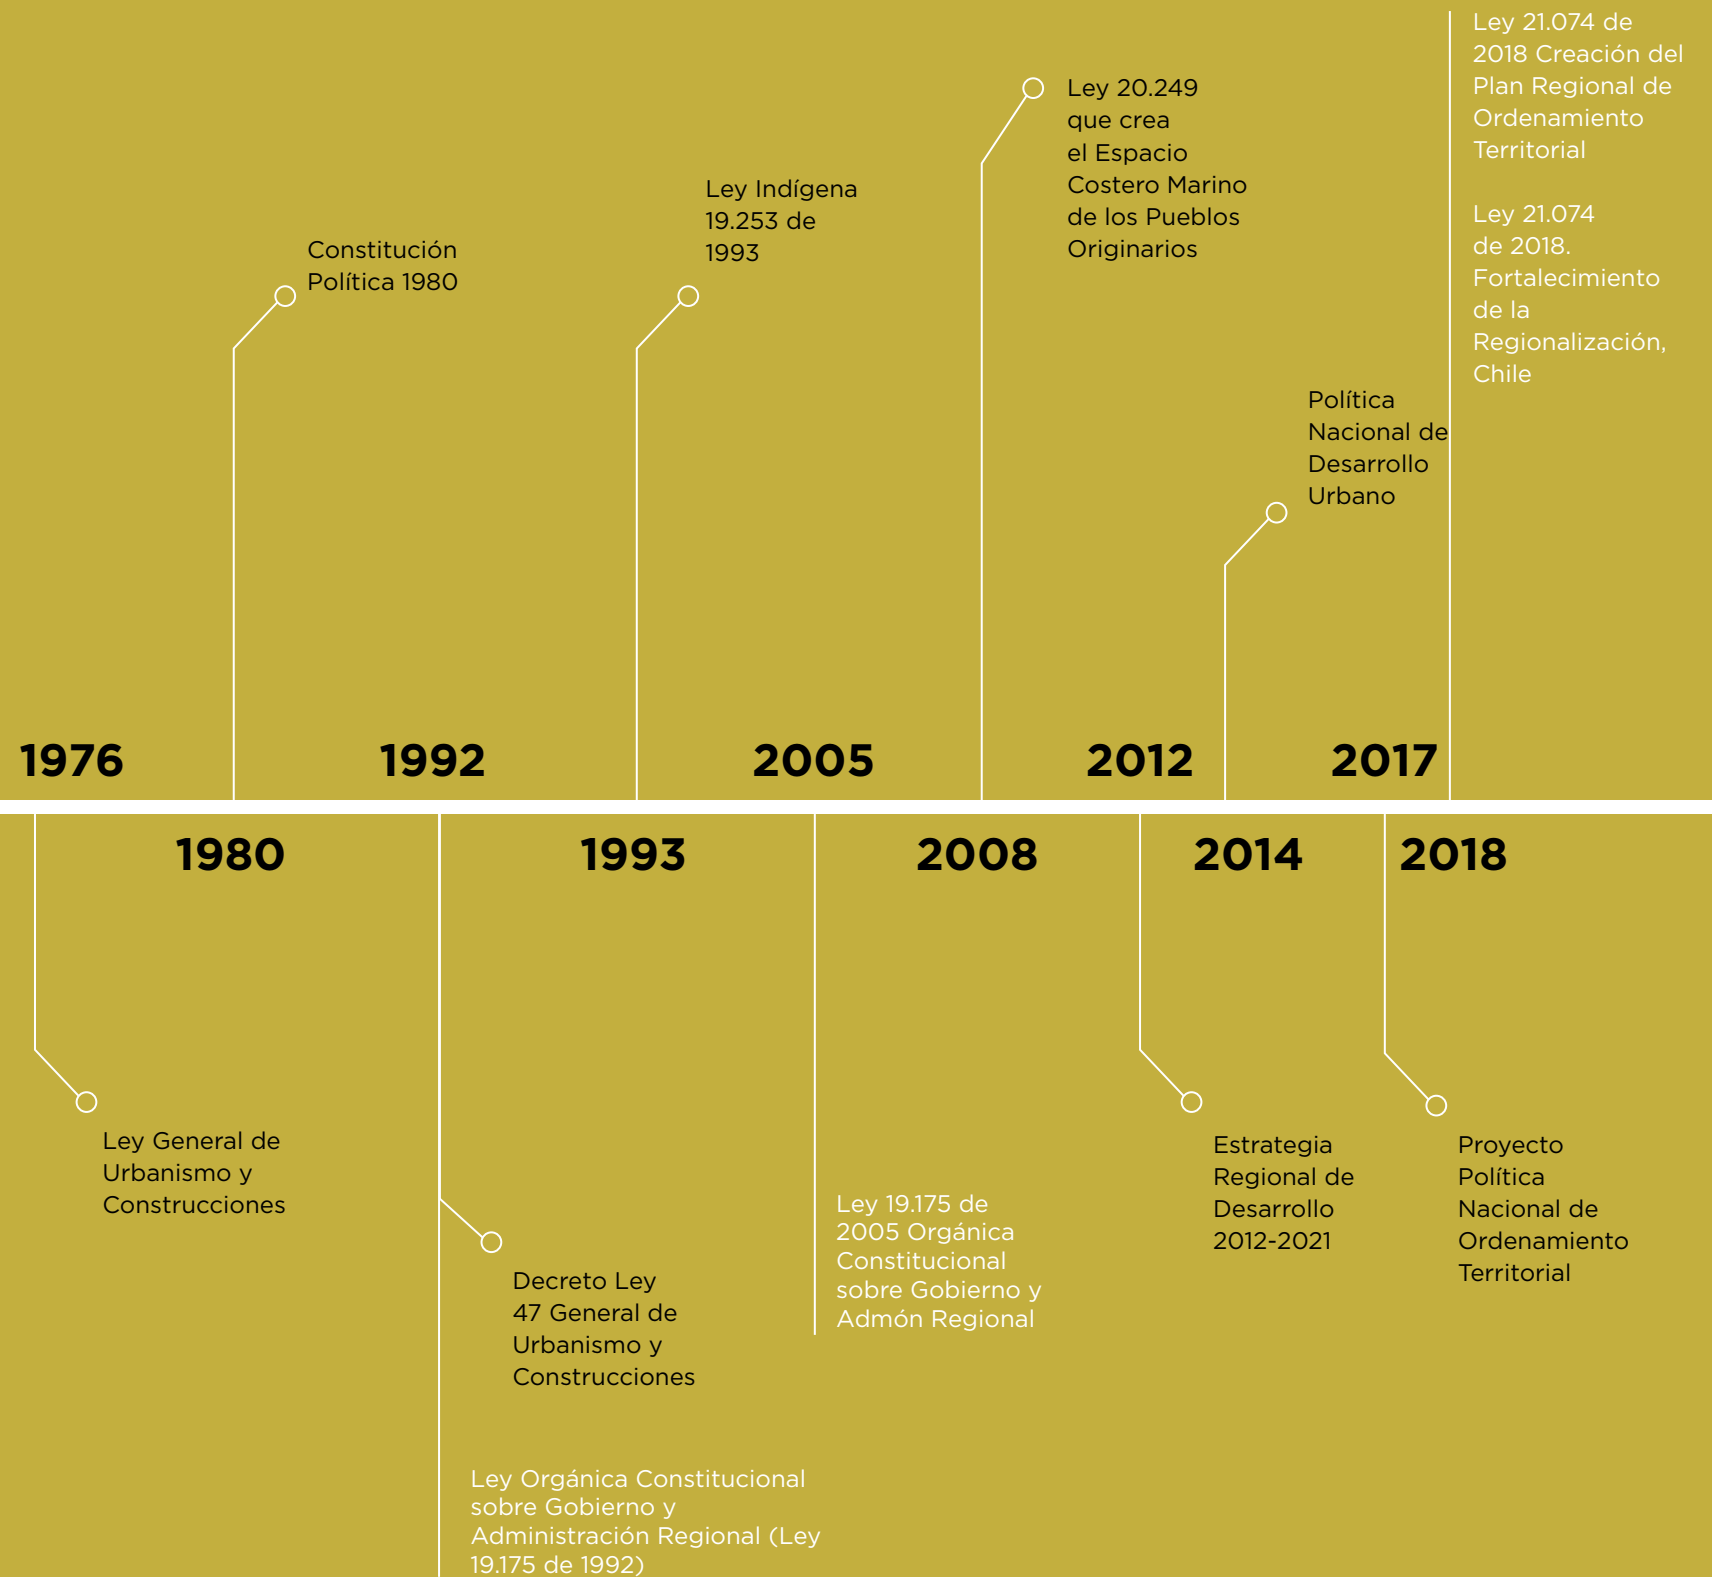 Ley 21.074 de
2018 Creación del
Plan Regional de
Ordenamiento
Territorial
Ley 21.074
de 2018.
Fortalecimiento
de la
Regionalización,
Chile
Ley 20.249
que crea
el Espacio
Costero Marino
de los Pueblos
Originarios
Ley Indígena
19.253 de
1993
Constitución
Política 1980
Política
Nacional de
Desarrollo
Urbano
1976
1992
2005
2012
2017
1980
1993
2008
2014
2018
Ley General de
Urbanismo y
Construcciones
Decreto Ley
47 General de
Urbanismo y
Construcciones
Ley Orgánica Constitucional
sobre Gobierno y
Administración Regional (Ley
19.175 de 1992)
Ley 19.175 de
2005 Orgánica
Constitucional
sobre Gobierno y
Admón Regional
Estrategia
Regional de
Desarrollo
2012-2021
Proyecto
Política
Nacional de
Ordenamiento
Territorial